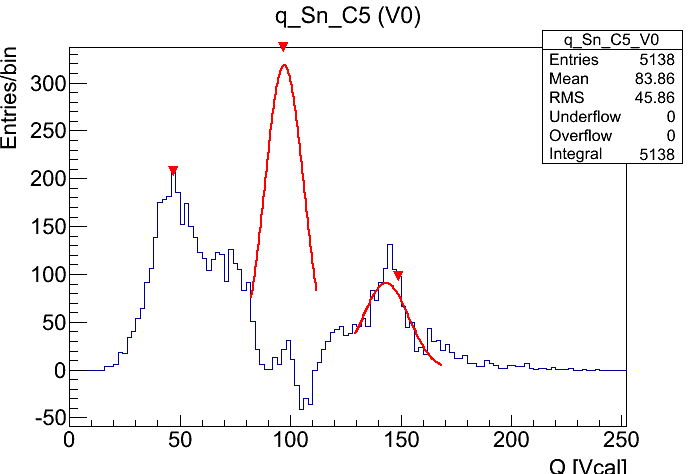 q_Sn_C5 (V0)
q_Sn_C5_V0
Entries 5138
Mean 83.86
RMS 45.86
Underflow 0
Overflow 0
Integral 5138
Entries/bin
300
250
200
150
100
50
0
-50
0 50 100 150 200 250
Q [Vcal]